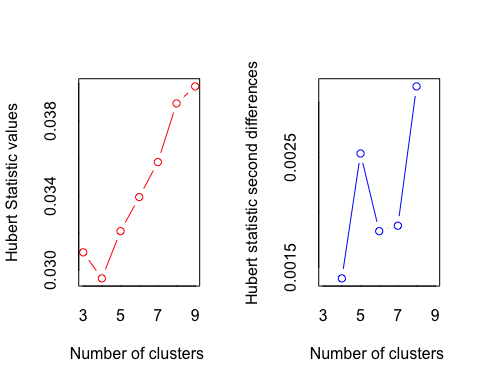 Hubert Statistic values
0.030 0.034 0.038
3 5 7 9
Number of clusters
Hubert statistic second differences
0.0015 0.0025
3 5 7 9
Number of clusters